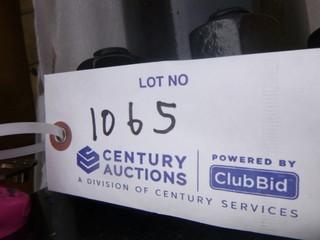 LOT NO
1065
CENTURY AUCTIONS
POWERED BY
ClubBid
A DIVISION OF CENTURY SERVICES